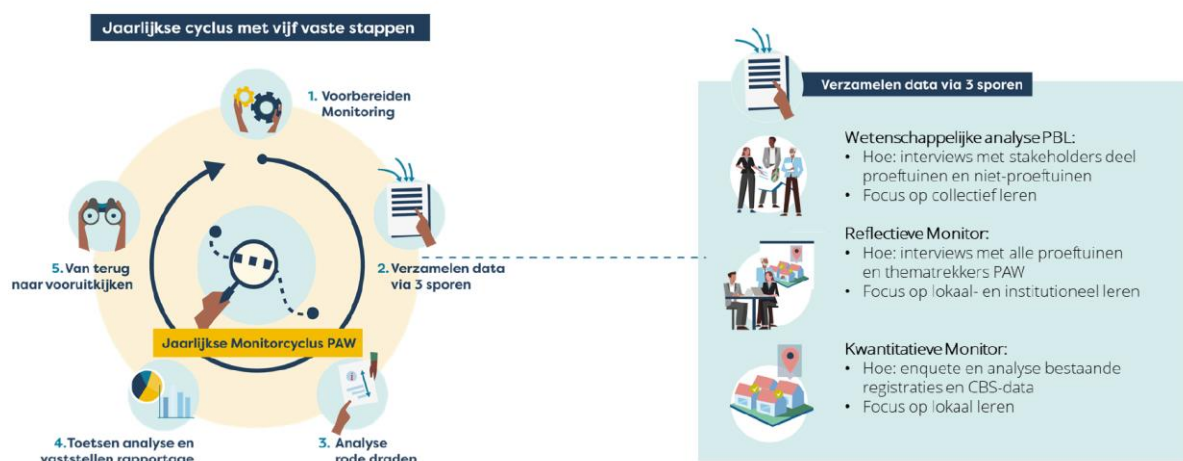 Jaarlijkse cyclus met vijf vaste stappen
1. Voorbereiden
Monitoring
2. Verzamelen data
via 3 sporen
3. Analyse
rode draden
4. Toetsen analyse en
vaststellen rapportage
5. Van terug
naar vooruitkijken
Jaarlijkse Monitorcyclus PAW
Verzamelen data via 3 sporen
Wetenschappelijke analyse PBL:
• Hoe: interviews met stakeholders deel
proeftuinen en niet-proeftuinen
• Focus op collectief leren
Reflectieve Monitor:
• Hoe: interviews met alle proeftuinen
en thematrekkers PAW
• Focus op lokaal- en institutioneel leren
Kwantitatieve Monitor:
• Hoe: enquete en analyse bestaande
registraties en CBS-data
• Focus op lokaal leren